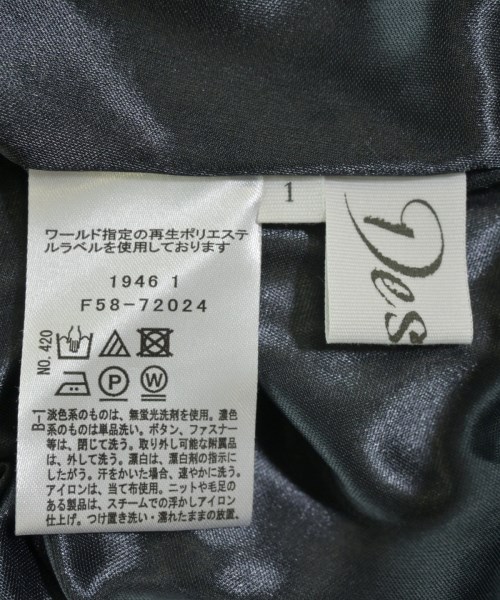 ワールド指定の再生ポリエステ
ルラベルを使用しております
1946 1
F58-72024
NO. 420
P
W
B-1
淡色系のものは、無蛍光洗剤を使用。濃色
系のものは単品洗い。ボタン、ファスナー
等は、閉じて洗う。取り外し可能な附属品
は、外して洗う。漂白は、漂白剤の指示に
したがう。汗をかいた場合、速やかに洗う。
アイロンは、当て布使用。ニットや毛足の
ある製品は、スチームでの浮かしアイロン
仕上げ。つけ置き洗い・濡れたままの放置、
1
Des